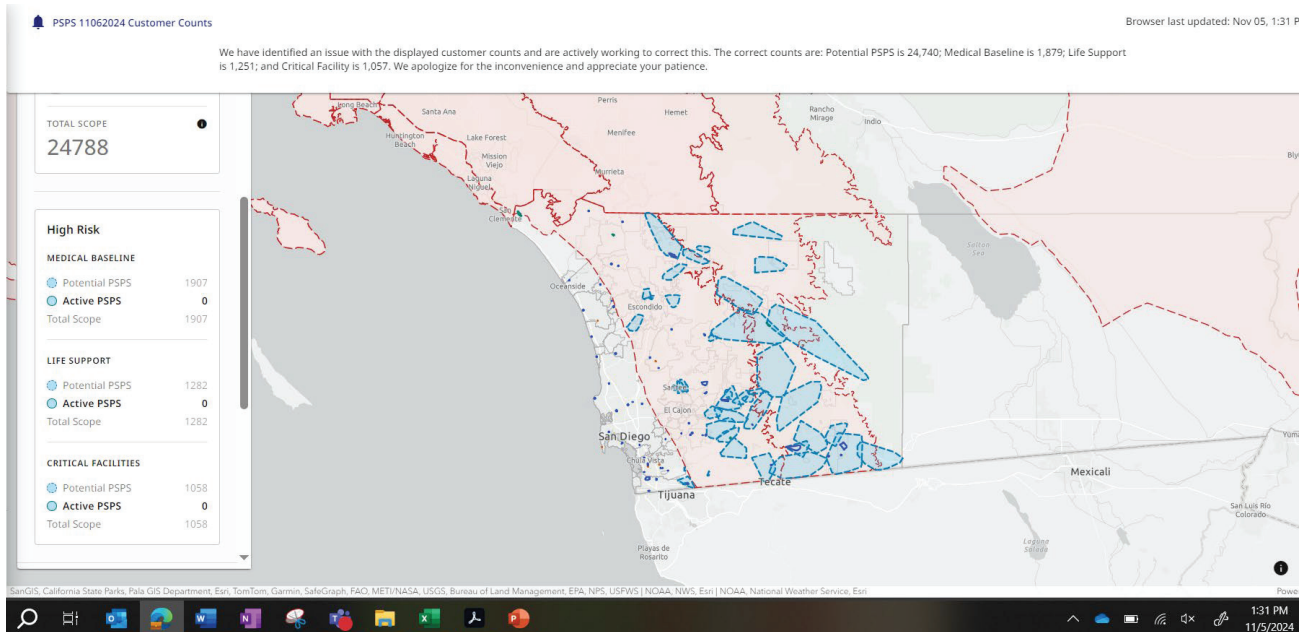 PSPS 11062024 Customer Counts
Browser last updated: Nov 05, 1:31 P
We have identified an issue with the displayed customer counts and are actively working to correct this. The correct counts are: Potential PSPS is 24,740; Medical Baseline is 1,879; Life Support
is 1,251; and Critical Facility is 1,057. We apologize for the inconvenience and appreciate your patience.
TOTAL SCOPE
24788
High Risk
MEDICAL BASELINE
Potential PSPS 1907
Active PSPS 0
Total Scope 1907
LIFE SUPPORT
Potential PSPS 1282
Active PSPS 0
Total Scope 1282
CRITICAL FACILITIES
Potential PSPS 1058
Active PSPS 0
Total Scope 1058
Long Beach
Santa Ana
Perris
Hemet
Rancho
Mirage
Indio
Huntington
Beach
Lake Forest
Menifee
Mission
Viejo
Murrieta
Laguna
Niguel
San
Clemente
Bly
Salton
Sea
Oceanside
Escondido
Santee
El Cajon
San Diego
Chula Vista
Tijuana
Tecate
Mexicali
Yuma
San Luis Río
Colorado
Playas de
Rosarito
Laguna
Salada
SanGIS, California State Parks, Pala GIS Department, Esri, TomTom, Garmin, SafeGraph, FAO, METI/NASA, USGS, Bureau of Land Management, EPA, NPS, USFWS | NOAA, NWS, Esri | NOAA, National Weather Service, Esri
Powe
1:31 PM
11/5/2024